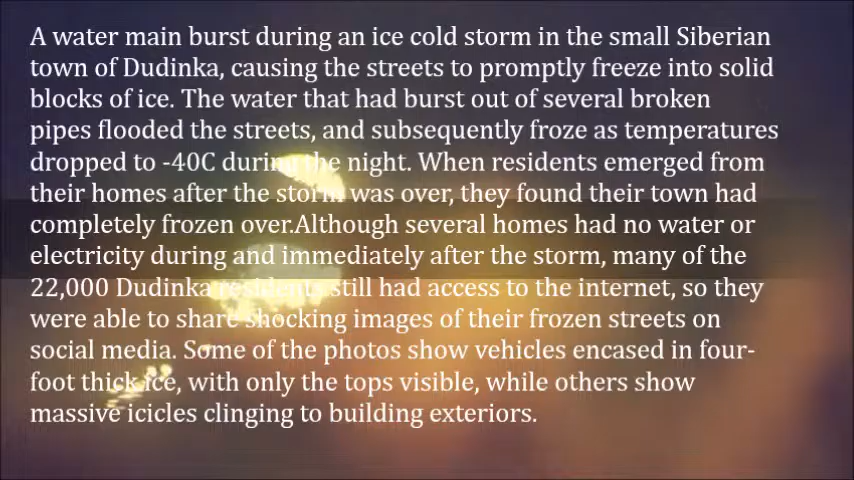 A water main burst during an ice cold storm in the small Siberian
town of Dudinka, causing the streets to promptly freeze into solid
blocks of ice. The water that had burst out of several broken
pipes flooded the streets, and subsequently froze as temperatures
dropped to -40C during the night. When residents emerged from
their homes after the storm was over, they found their town had
completely frozen over.Although several homes had no water or
electricity during and immediately after the storm, many of the
22,000 Dudinka residents still had access to the internet, so they
were able to share shocking images of their frozen streets on
social media. Some of the photos show vehicles encased in four-
foot thick ice, with only the tops visible, while others show
massive icicles clinging to building exteriors.